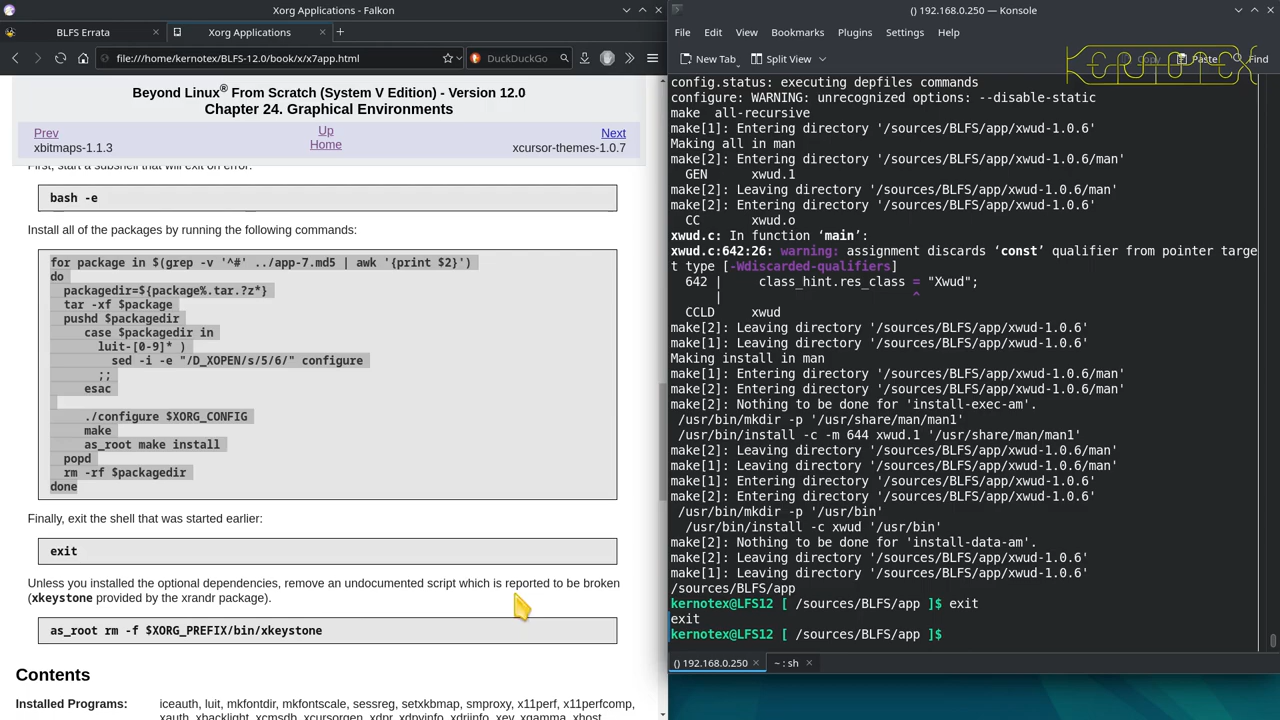 Xorg Applications - Falkon
BLFS Errata
Xorg Applications
file:///home/kernotex/BLFS-12.0/book/x/x7app.html
DuckDuckGo
Beyond Linux® From Scratch (System V Edition) - Version 12.0
Chapter 24. Graphical Environments
Prev
Up
Next
xbitmaps-1.1.3
Home
xcursor-themes-1.0.7
First, start a subshell that will exit on error:
bash -e
Install all of the packages by running the following commands:
for package in $(grep -v '^#' ../app-7.md5 | awk '{print $2}')
do
  packagedir=${package%.tar.?z*}
  tar -xf $package
  pushd $packagedir
     case $packagedir in
       luit-[0-9]* )
         sed -i -e "/D_XOPEN/s/5/6/" configure
       ;;
     esac
     ./configure $XORG_CONFIG
     make
     as_root make install
  popd
  rm -rf $packagedir
done
Finally, exit the shell that was started earlier:
exit
Unless you installed the optional dependencies, remove an undocumented script which is reported to be broken
(xkeystone provided by the xrandr package).
as_root rm -f $XORG_PREFIX/bin/xkeystone
Contents
Installed Programs:
iceauth, luit, mkfontdir, mkfontscale, sessreg, setxkbmap, smproxy, x11perf, x11perfcomp,
xauth, xbacklight, xcmsdb, xcursorgen, xdpr, xdpyinfo, xdriinfo, xev, xgamma, xhost,
() 192.168.0.250 — Konsole
File Edit View Bookmarks Plugins Settings Help
New Tab
Split View
Copy
Paste
Find
KERNOTEX
config.status: executing depfiles commands
configure: WARNING: unrecognized options: --disable-static
make  all-recursive
make[1]: Entering directory '/sources/BLFS/app/xwud-1.0.6'
Making all in man
make[2]: Entering directory '/sources/BLFS/app/xwud-1.0.6/man'
  GEN      xwud.1
make[2]: Leaving directory '/sources/BLFS/app/xwud-1.0.6/man'
make[2]: Entering directory '/sources/BLFS/app/xwud-1.0.6'
  CC       xwud.o
xwud.c: In function ‘main’:
xwud.c:642:26: warning: assignment discards ‘const’ qualifier from pointer targe
t type [-Wdiscarded-qualifiers]
  642 |     class_hint.res_class = "Xwud";
      |                          ^
  CCLD     xwud
make[2]: Leaving directory '/sources/BLFS/app/xwud-1.0.6'
make[1]: Leaving directory '/sources/BLFS/app/xwud-1.0.6'
Making install in man
make[1]: Entering directory '/sources/BLFS/app/xwud-1.0.6/man'
make[2]: Entering directory '/sources/BLFS/app/xwud-1.0.6/man'
make[2]: Nothing to be done for 'install-exec-am'.
 /usr/bin/mkdir -p '/usr/share/man/man1'
 /usr/bin/install -c -m 644 xwud.1 '/usr/share/man/man1'
make[2]: Leaving directory '/sources/BLFS/app/xwud-1.0.6/man'
make[1]: Leaving directory '/sources/BLFS/app/xwud-1.0.6/man'
make[1]: Entering directory '/sources/BLFS/app/xwud-1.0.6'
make[2]: Entering directory '/sources/BLFS/app/xwud-1.0.6'
 /usr/bin/mkdir -p '/usr/bin'
 /usr/bin/install -c xwud '/usr/bin'
make[2]: Nothing to be done for 'install-data-am'.
make[2]: Leaving directory '/sources/BLFS/app/xwud-1.0.6'
make[1]: Leaving directory '/sources/BLFS/app/xwud-1.0.6'
/sources/BLFS/app
kernotex@LFS12 [ /sources/BLFS/app ]$ exit
exit
kernotex@LFS12 [ /sources/BLFS/app ]$
() 192.168.0.250
~ : sh